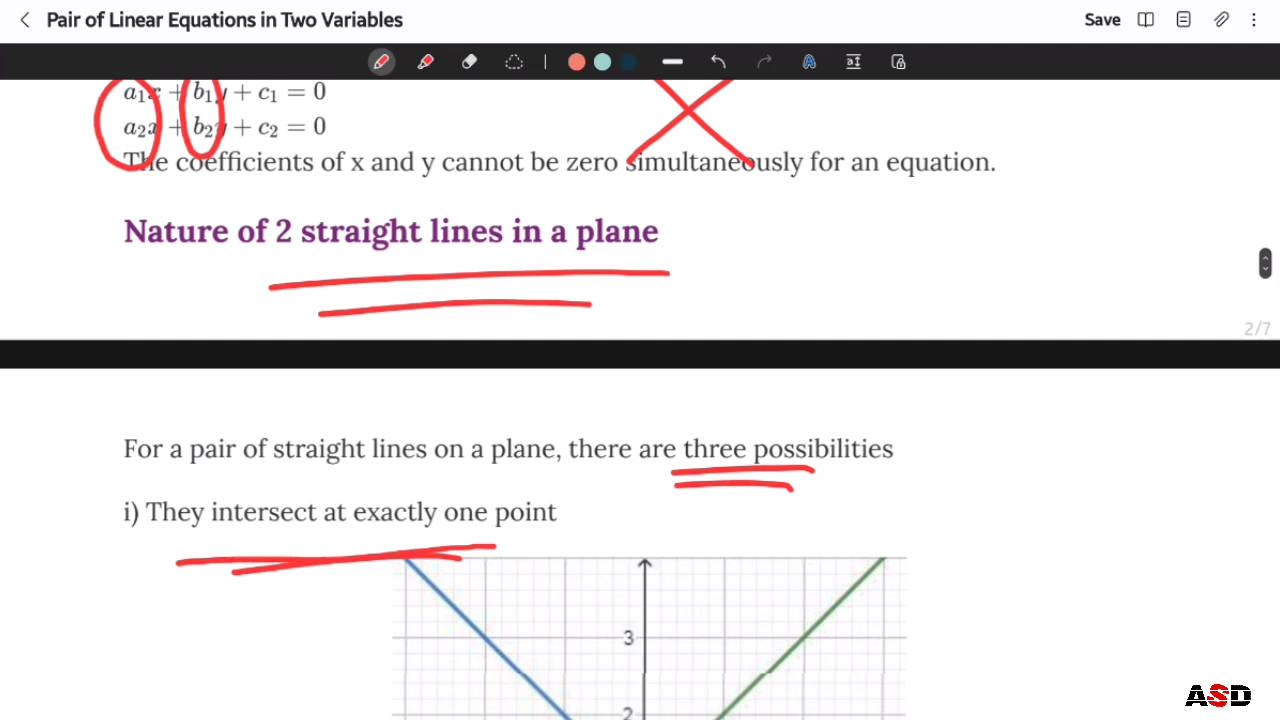 Pair of Linear Equations in Two Variables
Save
a₁x + b₁y + c₁ = 0
a₂x + b₂y + c₂ = 0
The coefficients of x and y cannot be zero simultaneously for an equation.
Nature of 2 straight lines in a plane
2/7
For a pair of straight lines on a plane, there are three possibilities
i) They intersect at exactly one point
3
2
ASD